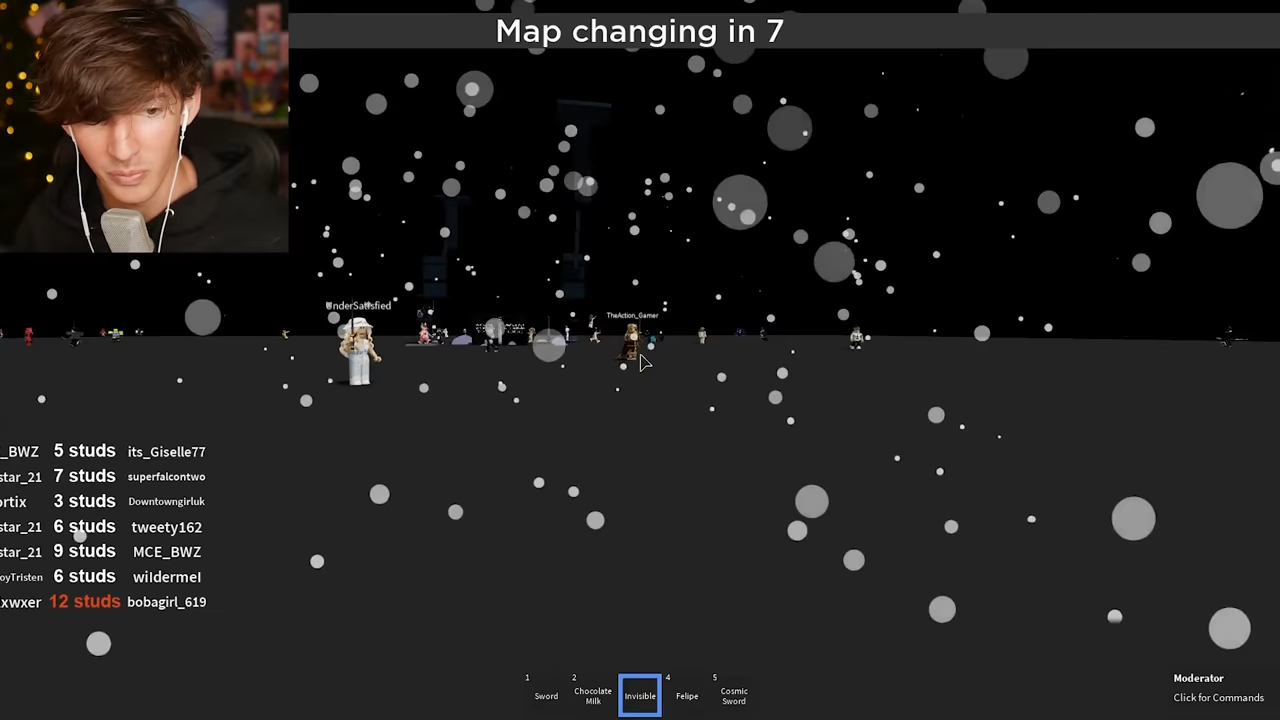 Map changing in 7
UnderSatisfied
TheAction_Gamer
_BWZ 5 studs its_Giselle77
star_21 7 studs superfalcontwo
ortix 3 studs Downtowngirluk
star_21 6 studs tweety162
star_21 9 studs MCE_BWZ
oyTristen 6 studs wildermel
xwxer 12 studs bobagirl_619
1 2 4 5
Sword Chocolate Milk Invisible Felipe Cosmic Sword
Moderator
Click for Commands